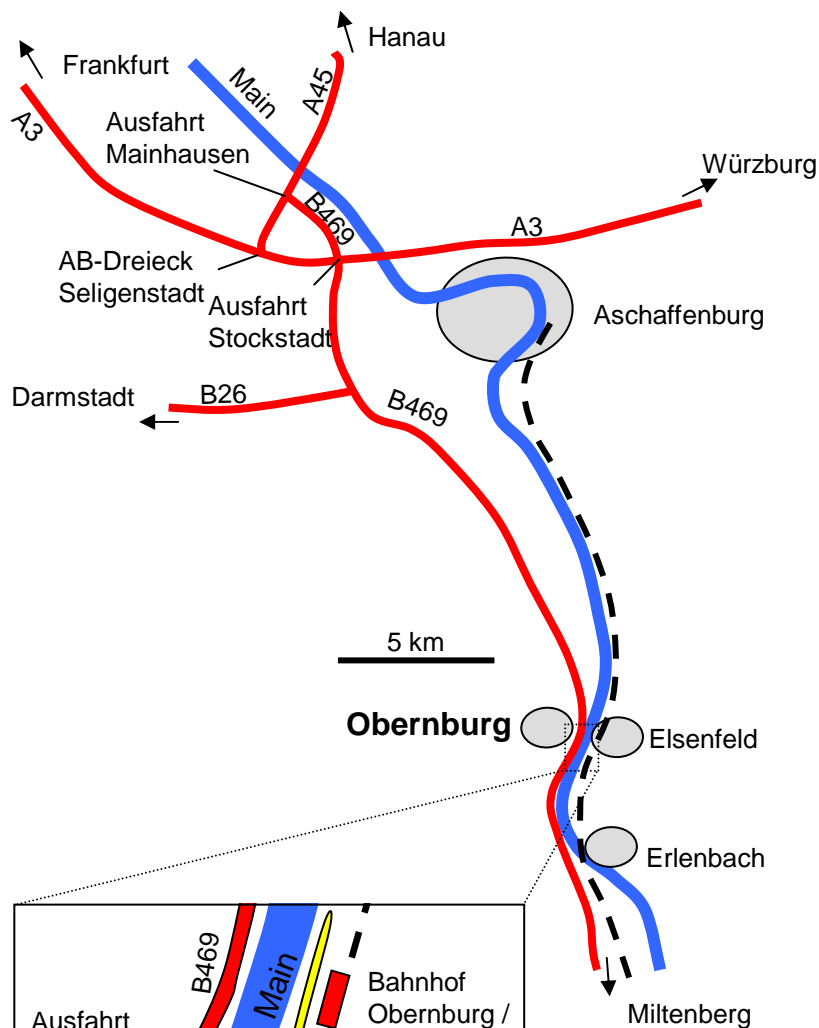 Hanau
Frankfurt
Main
A45
A3
Ausfahrt
Mainhausen
Würzburg
B469
A3
AB-Dreieck
Seligenstadt
Ausfahrt
Stockstadt
Aschaffenburg
Darmstadt
B26
B469
5 km
Obernburg
Elsenfeld
Erlenbach
B469
Main
Bahnhof
Obernburg /
Ausfahrt
Miltenberg